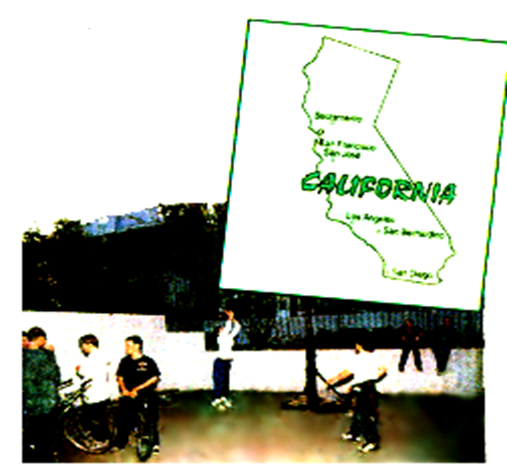 Sacramento
San Francisco
San Jose
CALIFORNIA
Los Angeles
San Bernardino
San Diego